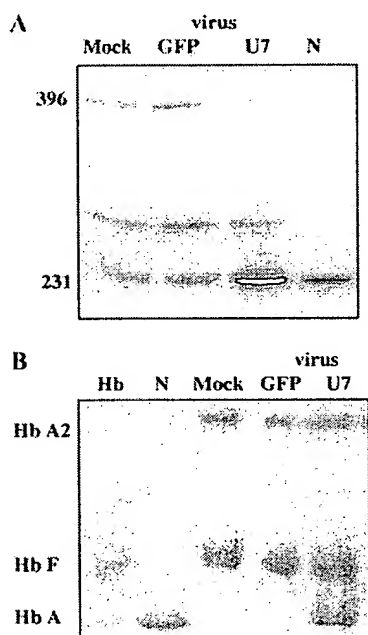 A
virus
Mock GFP U7 N
396
231
B
virus
Hb N Mock GFP U7
Hb A2
Hb F
Hb A